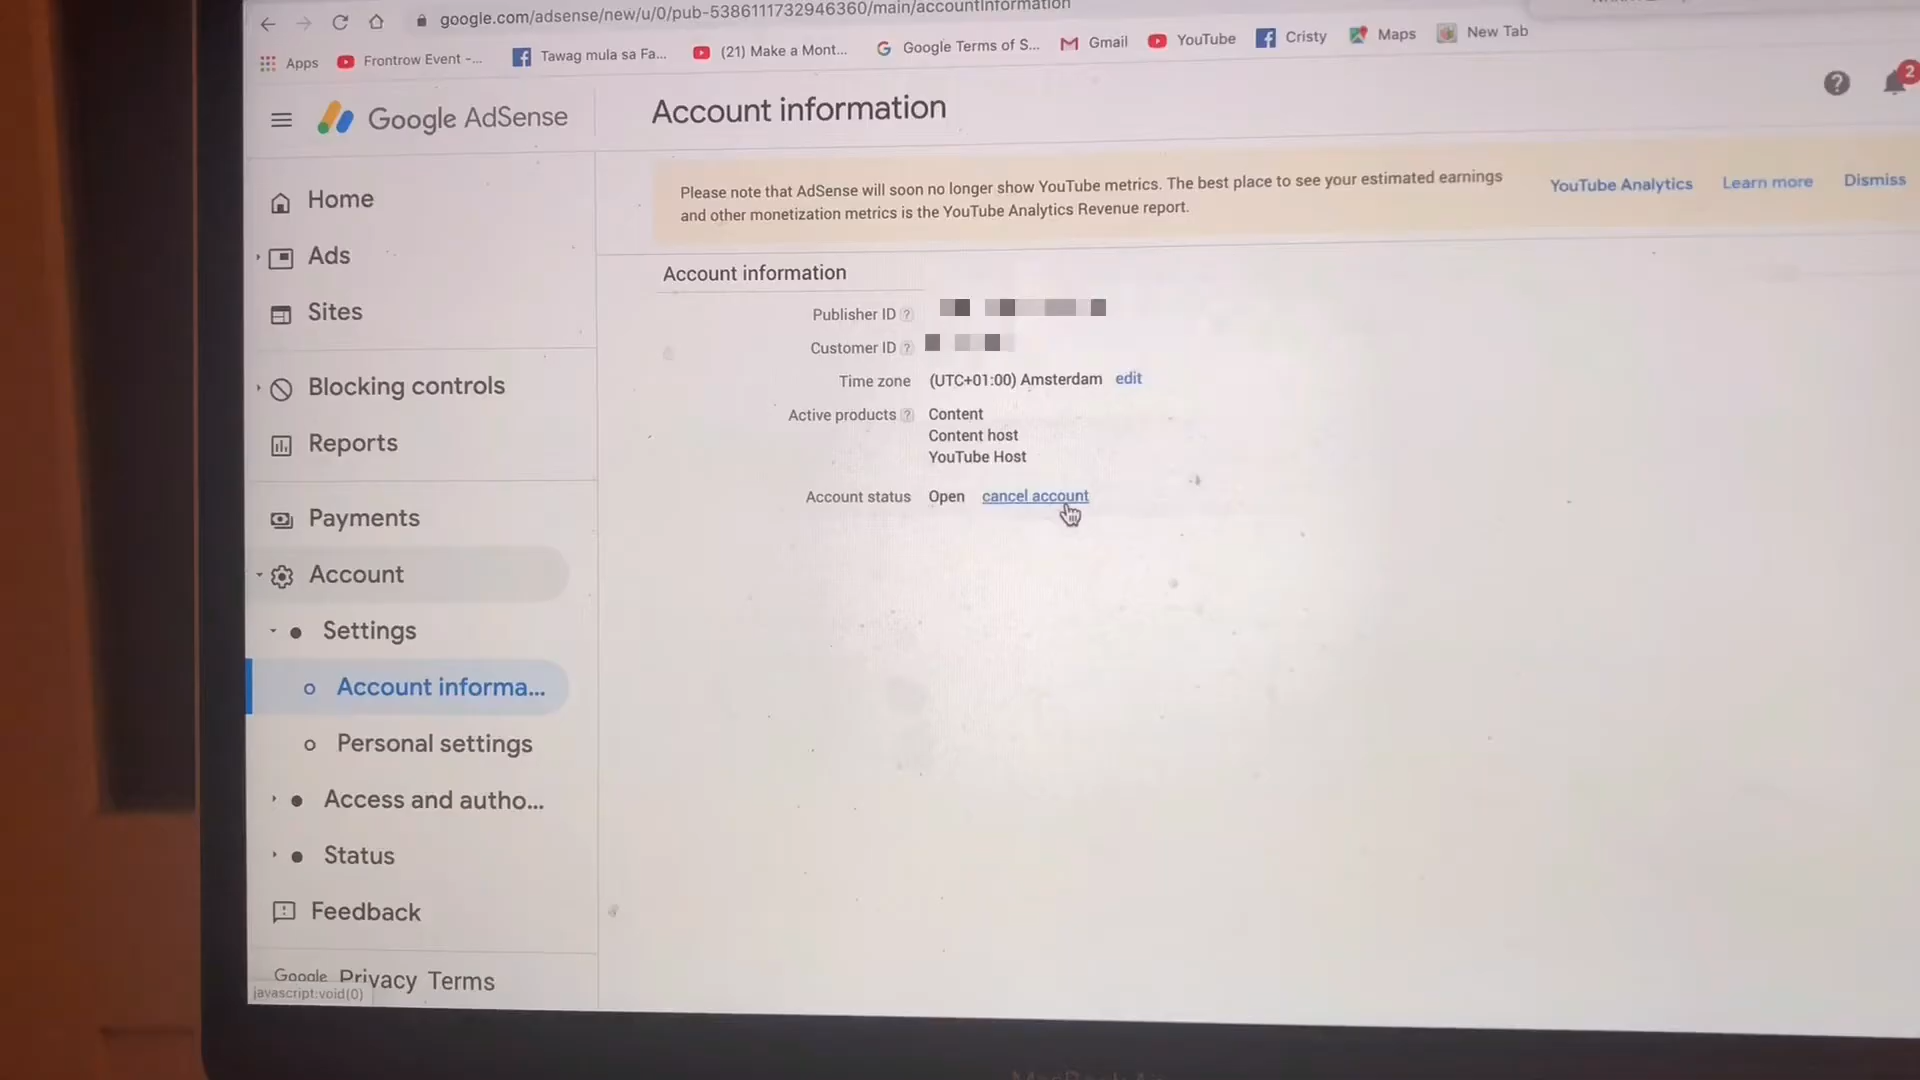 google.com/adsense/new/u/0/pub-5386111732946360/main/accountInformation
Apps
Frontrow Event -...
Tawag mula sa Fa...
(21) Make a Mont...
Google Terms of S...
Gmail
YouTube
Cristy
Maps
New Tab
Google AdSense
Account information
2
Home
Ads
Sites
Blocking controls
Reports
Payments
Account
Settings
Account informa...
Personal settings
Access and autho...
Status
Feedback
Google Privacy Terms
javascript:void(0)
Please note that AdSense will soon no longer show YouTube metrics. The best place to see your estimated earnings
and other monetization metrics is the YouTube Analytics Revenue report.
YouTube Analytics
Learn more
Dismiss
Account information
Publisher ID ?
Customer ID ?
Time zone (UTC+01:00) Amsterdam edit
Active products ? Content
Content host
YouTube Host
Account status Open cancel account